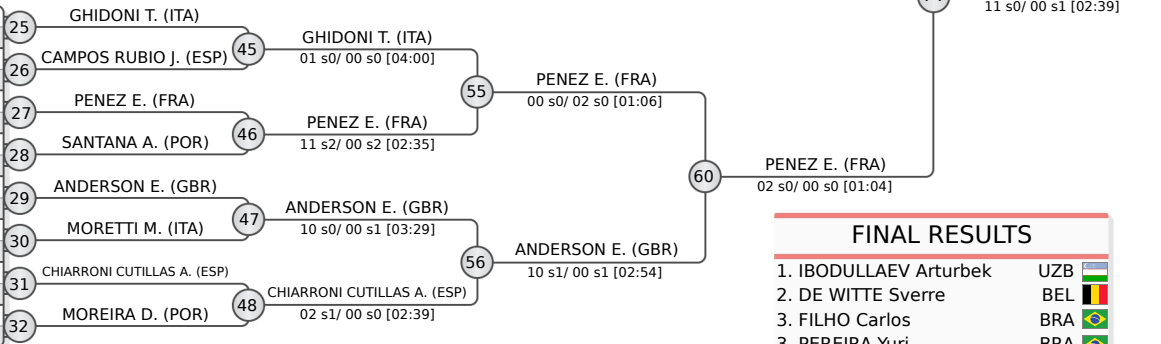 11 s0/ 00 s1 [02:39]
25
GHIDONI T. (ITA)
26
CAMPOS RUBIO J. (ESP)
27
PENEZ E. (FRA)
28
SANTANA A. (POR)
29
ANDERSON E. (GBR)
30
MORETTI M. (ITA)
31
CHIARRONI CUTILLAS A. (ESP)
32
MOREIRA D. (POR)
45
GHIDONI T. (ITA)
01 s0/ 00 s0 [04:00]
46
PENEZ E. (FRA)
11 s2/ 00 s2 [02:35]
47
ANDERSON E. (GBR)
10 s0/ 00 s1 [03:29]
48
CHIARRONI CUTILLAS A. (ESP)
02 s1/ 00 s0 [02:39]
55
PENEZ E. (FRA)
00 s0/ 02 s0 [01:06]
56
ANDERSON E. (GBR)
10 s1/ 00 s1 [02:54]
60
PENEZ E. (FRA)
02 s0/ 00 s0 [01:04]
FINAL RESULTS
1. IBODULLAEV Arturbek UZB
2. DE WITTE Sverre BEL
3. FILHO Carlos BRA
3. PEREIRA Yuri BRA